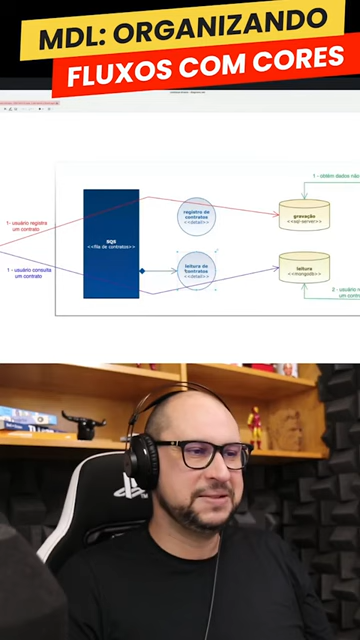 MDL: ORGANIZANDO
FLUXOS COM CORES
1 - obtém dados não
registro de
contratos
<<detail>>
gravação
<<sql server>>
1- usuário registra
um contrato
SQS
<<fila de contratos>>
1 - usuário consulta
um contrato
leitura de
contratos
<<detail>>
leitura
<<mongodb>>
2 - usuário r
um contr